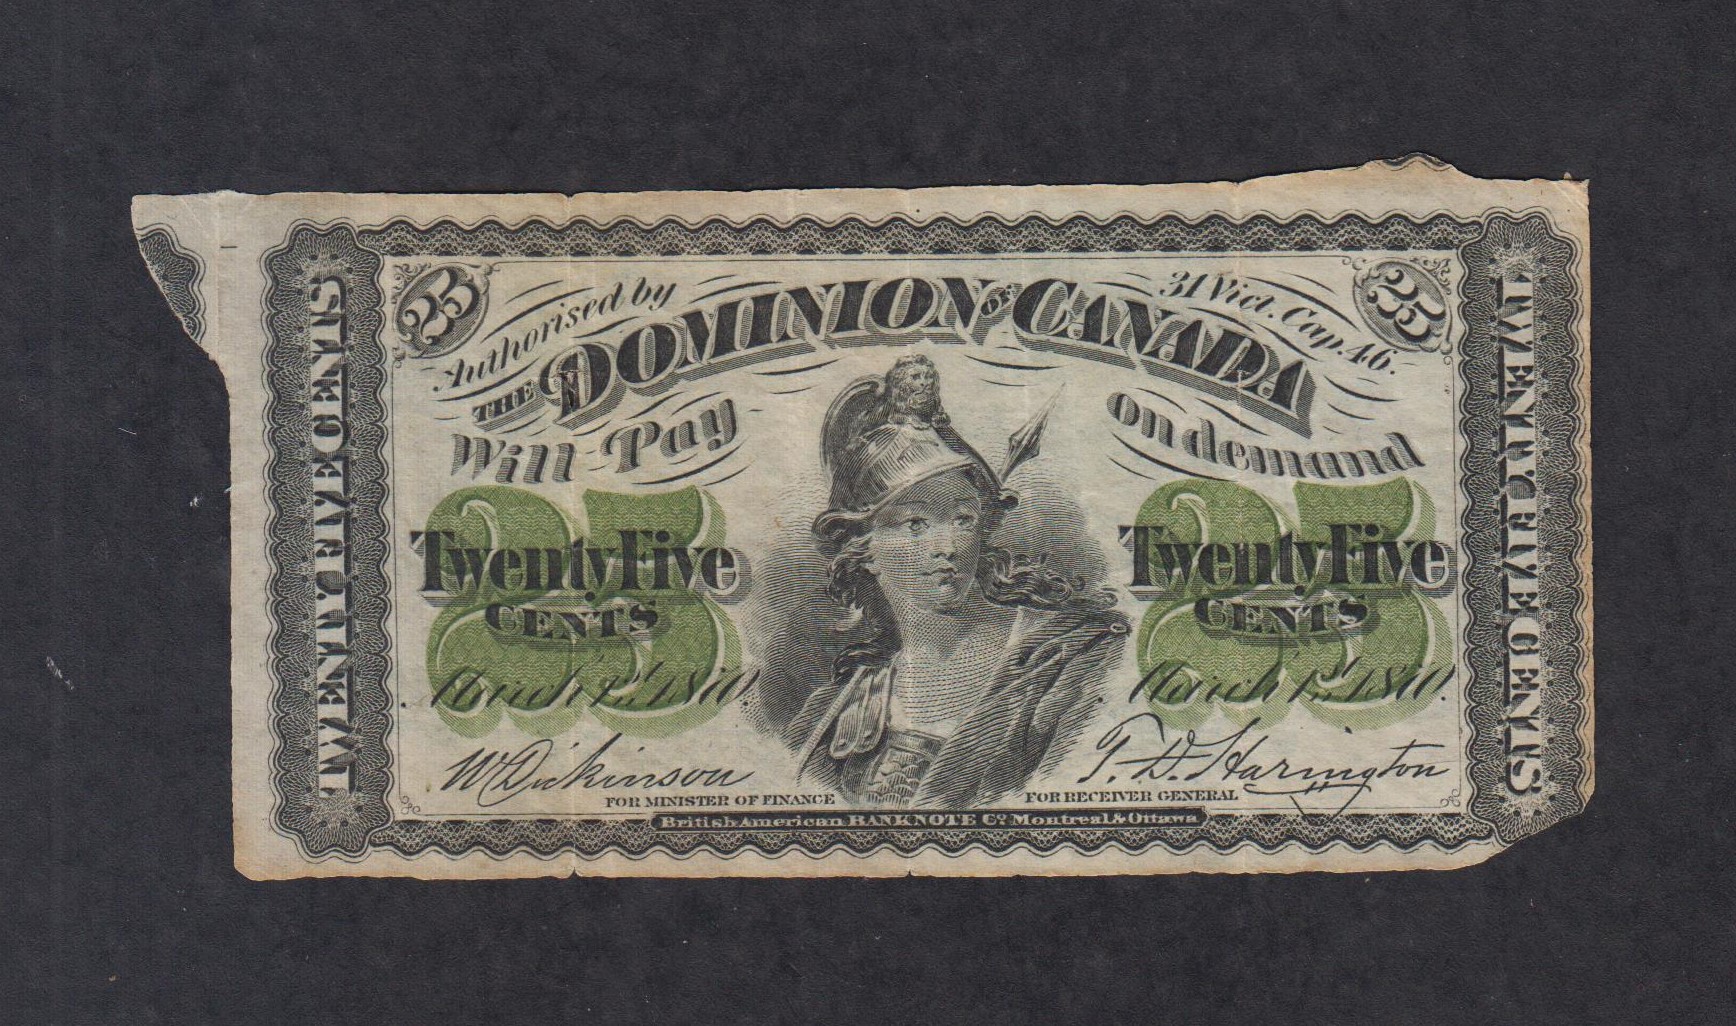 25 Authorised by 31 Vict. Cap. 46. 25
THE DOMINION OF CANADA
Will Pay on demand
25 25
Twenty Five Twenty Five
CENTS CENTS
March 1st, 1870. March 1st, 1870.
W Dickinson T. D. Harington
FOR MINISTER OF FINANCE FOR RECEIVER GENERAL
British American BANK NOTE Co. Montreal & Ottawa
TWENTY FIVE CENTS
TWENTY FIVE CENTS